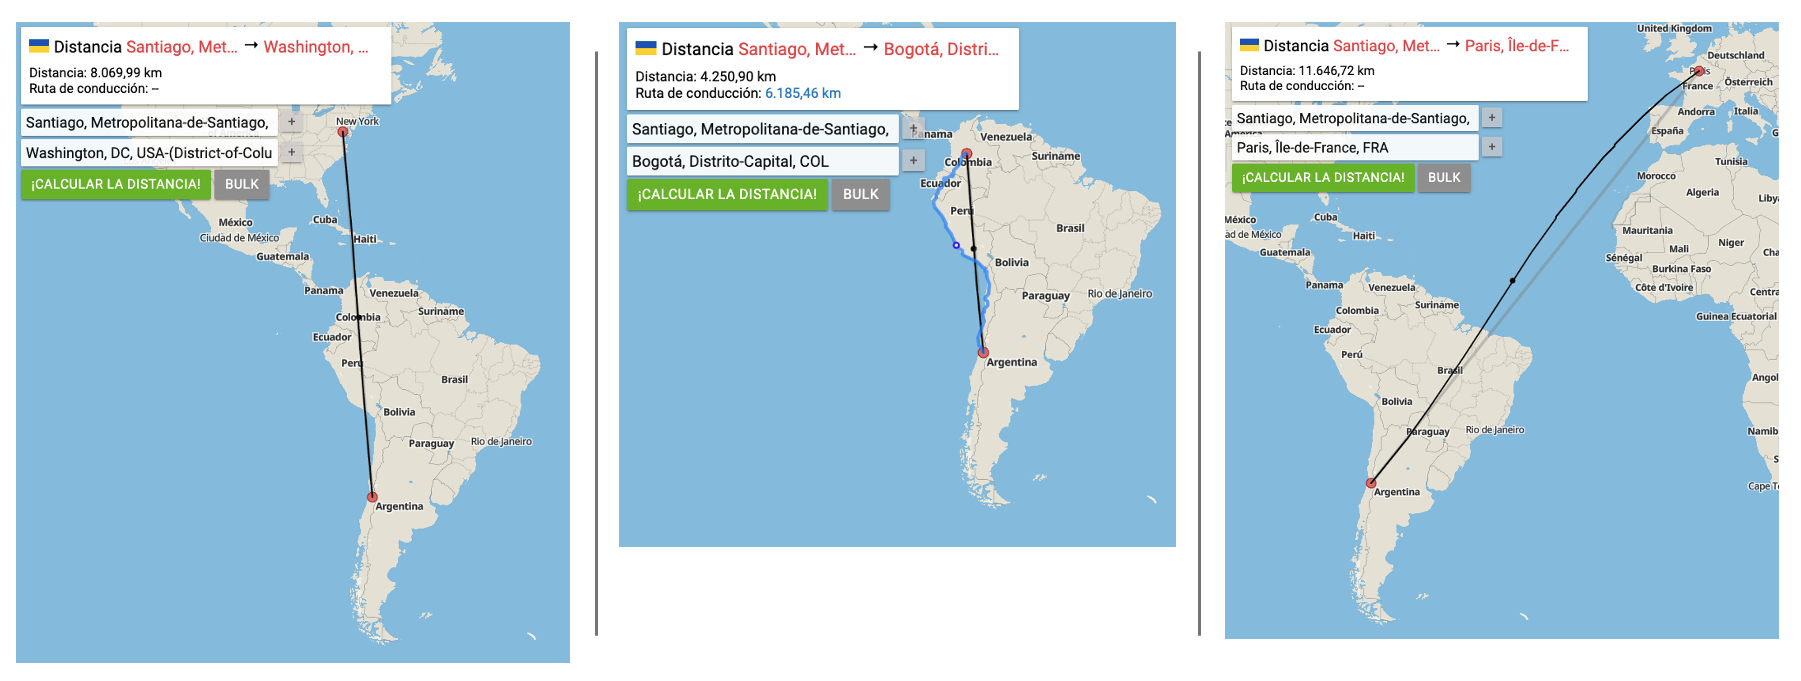 Distancia Santiago, Met... → Washington, ...
Distancia: 8.069,99 km
Ruta de conducción: –
Santiago, Metropolitana-de-Santiago, +
Washington, DC, USA-(District-of-Colu +
¡CALCULAR LA DISTANCIA! BULK
New York
México
Ciudad de México
Cuba
Haiti
Guatemala
Panama
Venezuela
Colombia
Suriname
Ecuador
Perú
Brasil
Bolivia
Paraguay
Rio de Janeiro
Argentina
Distancia Santiago, Met... → Bogotá, Distri...
Distancia: 4.250,90 km
Ruta de conducción: 6.185,46 km
Santiago, Metropolitana-de-Santiago, +
Bogotá, Distrito-Capital, COL +
¡CALCULAR LA DISTANCIA! BULK
Panama
Venezuela
Colombia
Suriname
Ecuador
Perú
Brasil
Bolivia
Paraguay
Rio de Janeiro
Argentina
Distancia Santiago, Met... → Paris, Île-de-F...
Distancia: 11.646,72 km
Ruta de conducción: –
Santiago, Metropolitana-de-Santiago, +
Paris, Île-de-France, FRA +
¡CALCULAR LA DISTANCIA! BULK
United Kingdom
Deutschland
Paris
France
Österreich
Andorra
Italia
G
España
Tunisia
Morocco
Algeria
Liby
México
dad de México
Cuba
Haiti
Guatemala
Mauritania
Mali
Niger
Cha
Sénégal
Burkina Faso
Côte d'Ivoire
Centra
Guinea Ecuatorial
Panama
Venezuela
Colombia
Suriname
Ecuador
Perú
Brasil
Angol
Bolivia
Paraguay
Rio de Janeiro
Namib
S
Cape T
Argentina